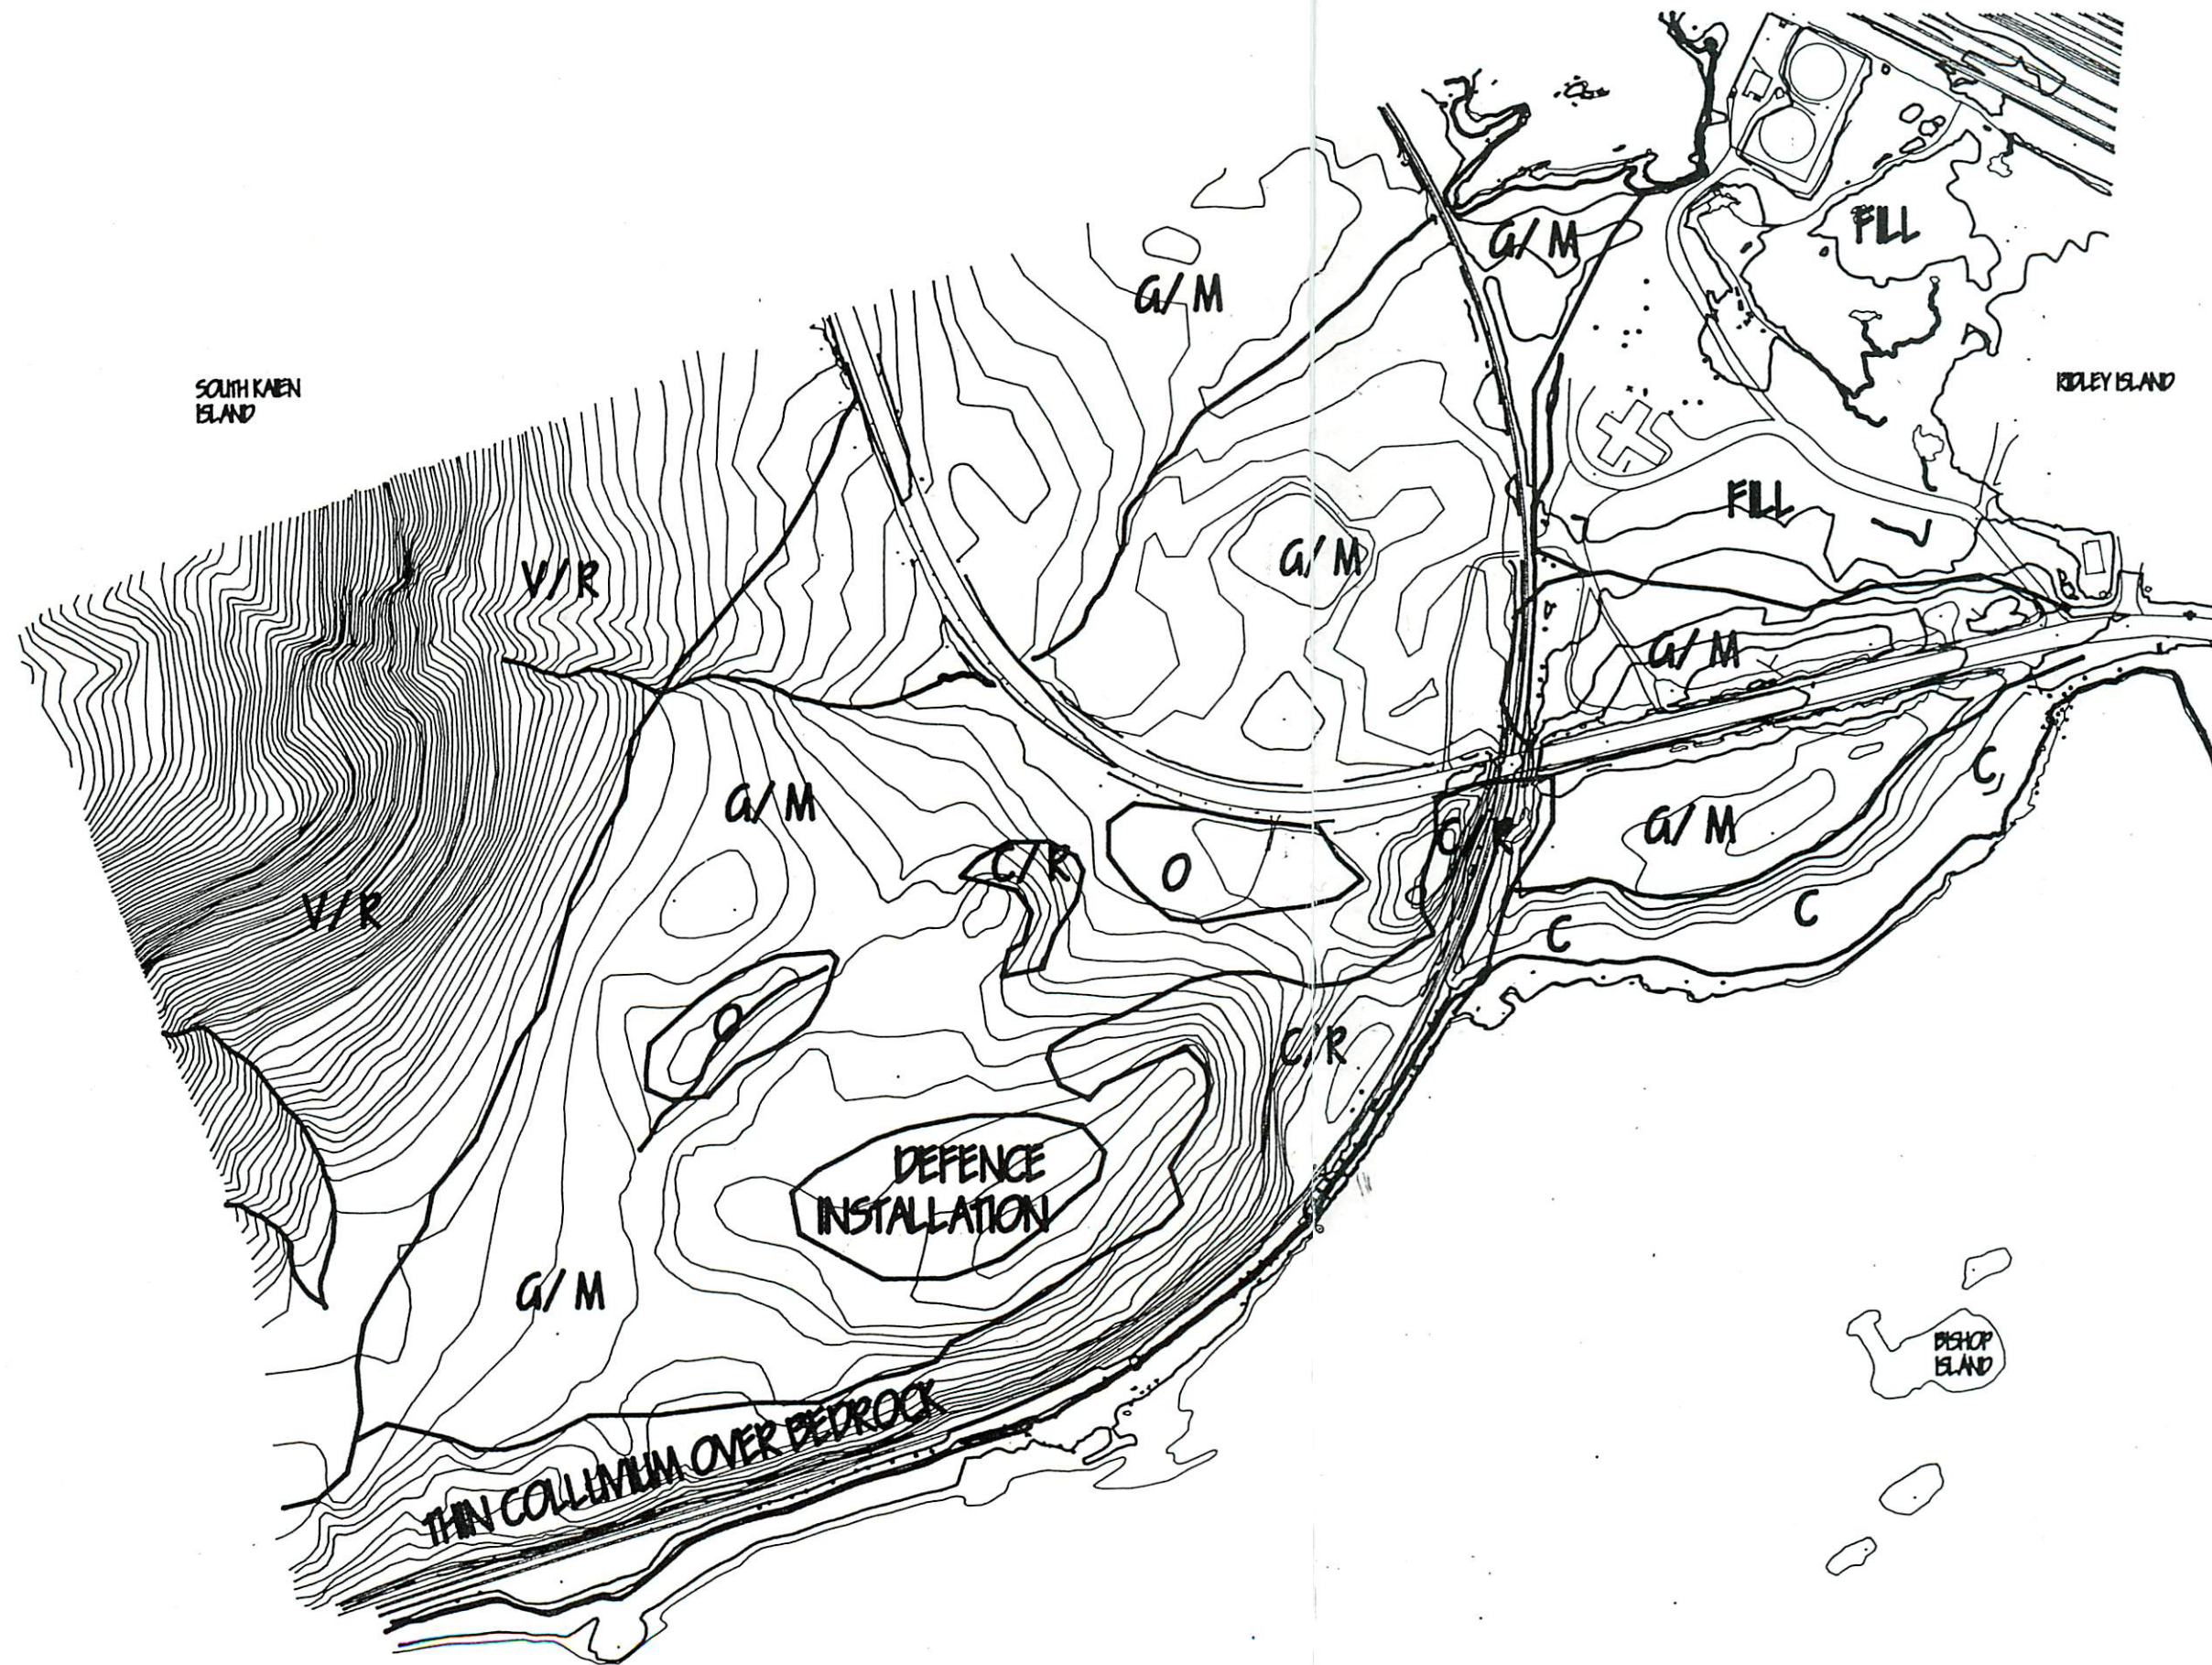 G/M
FILL
G/M
SOUTH KAIEN
ISLAND
RIDLEY ISLAND
FILL
G/M
V/R
G/M
G/M
G/M
C
C/R
C R
O
V/R
C
C
O
C/R
DEFENCE
INSTALLATION
G/M
BISHOP
ISLAND
THIN COLLUVIUM OVER BEDROCK